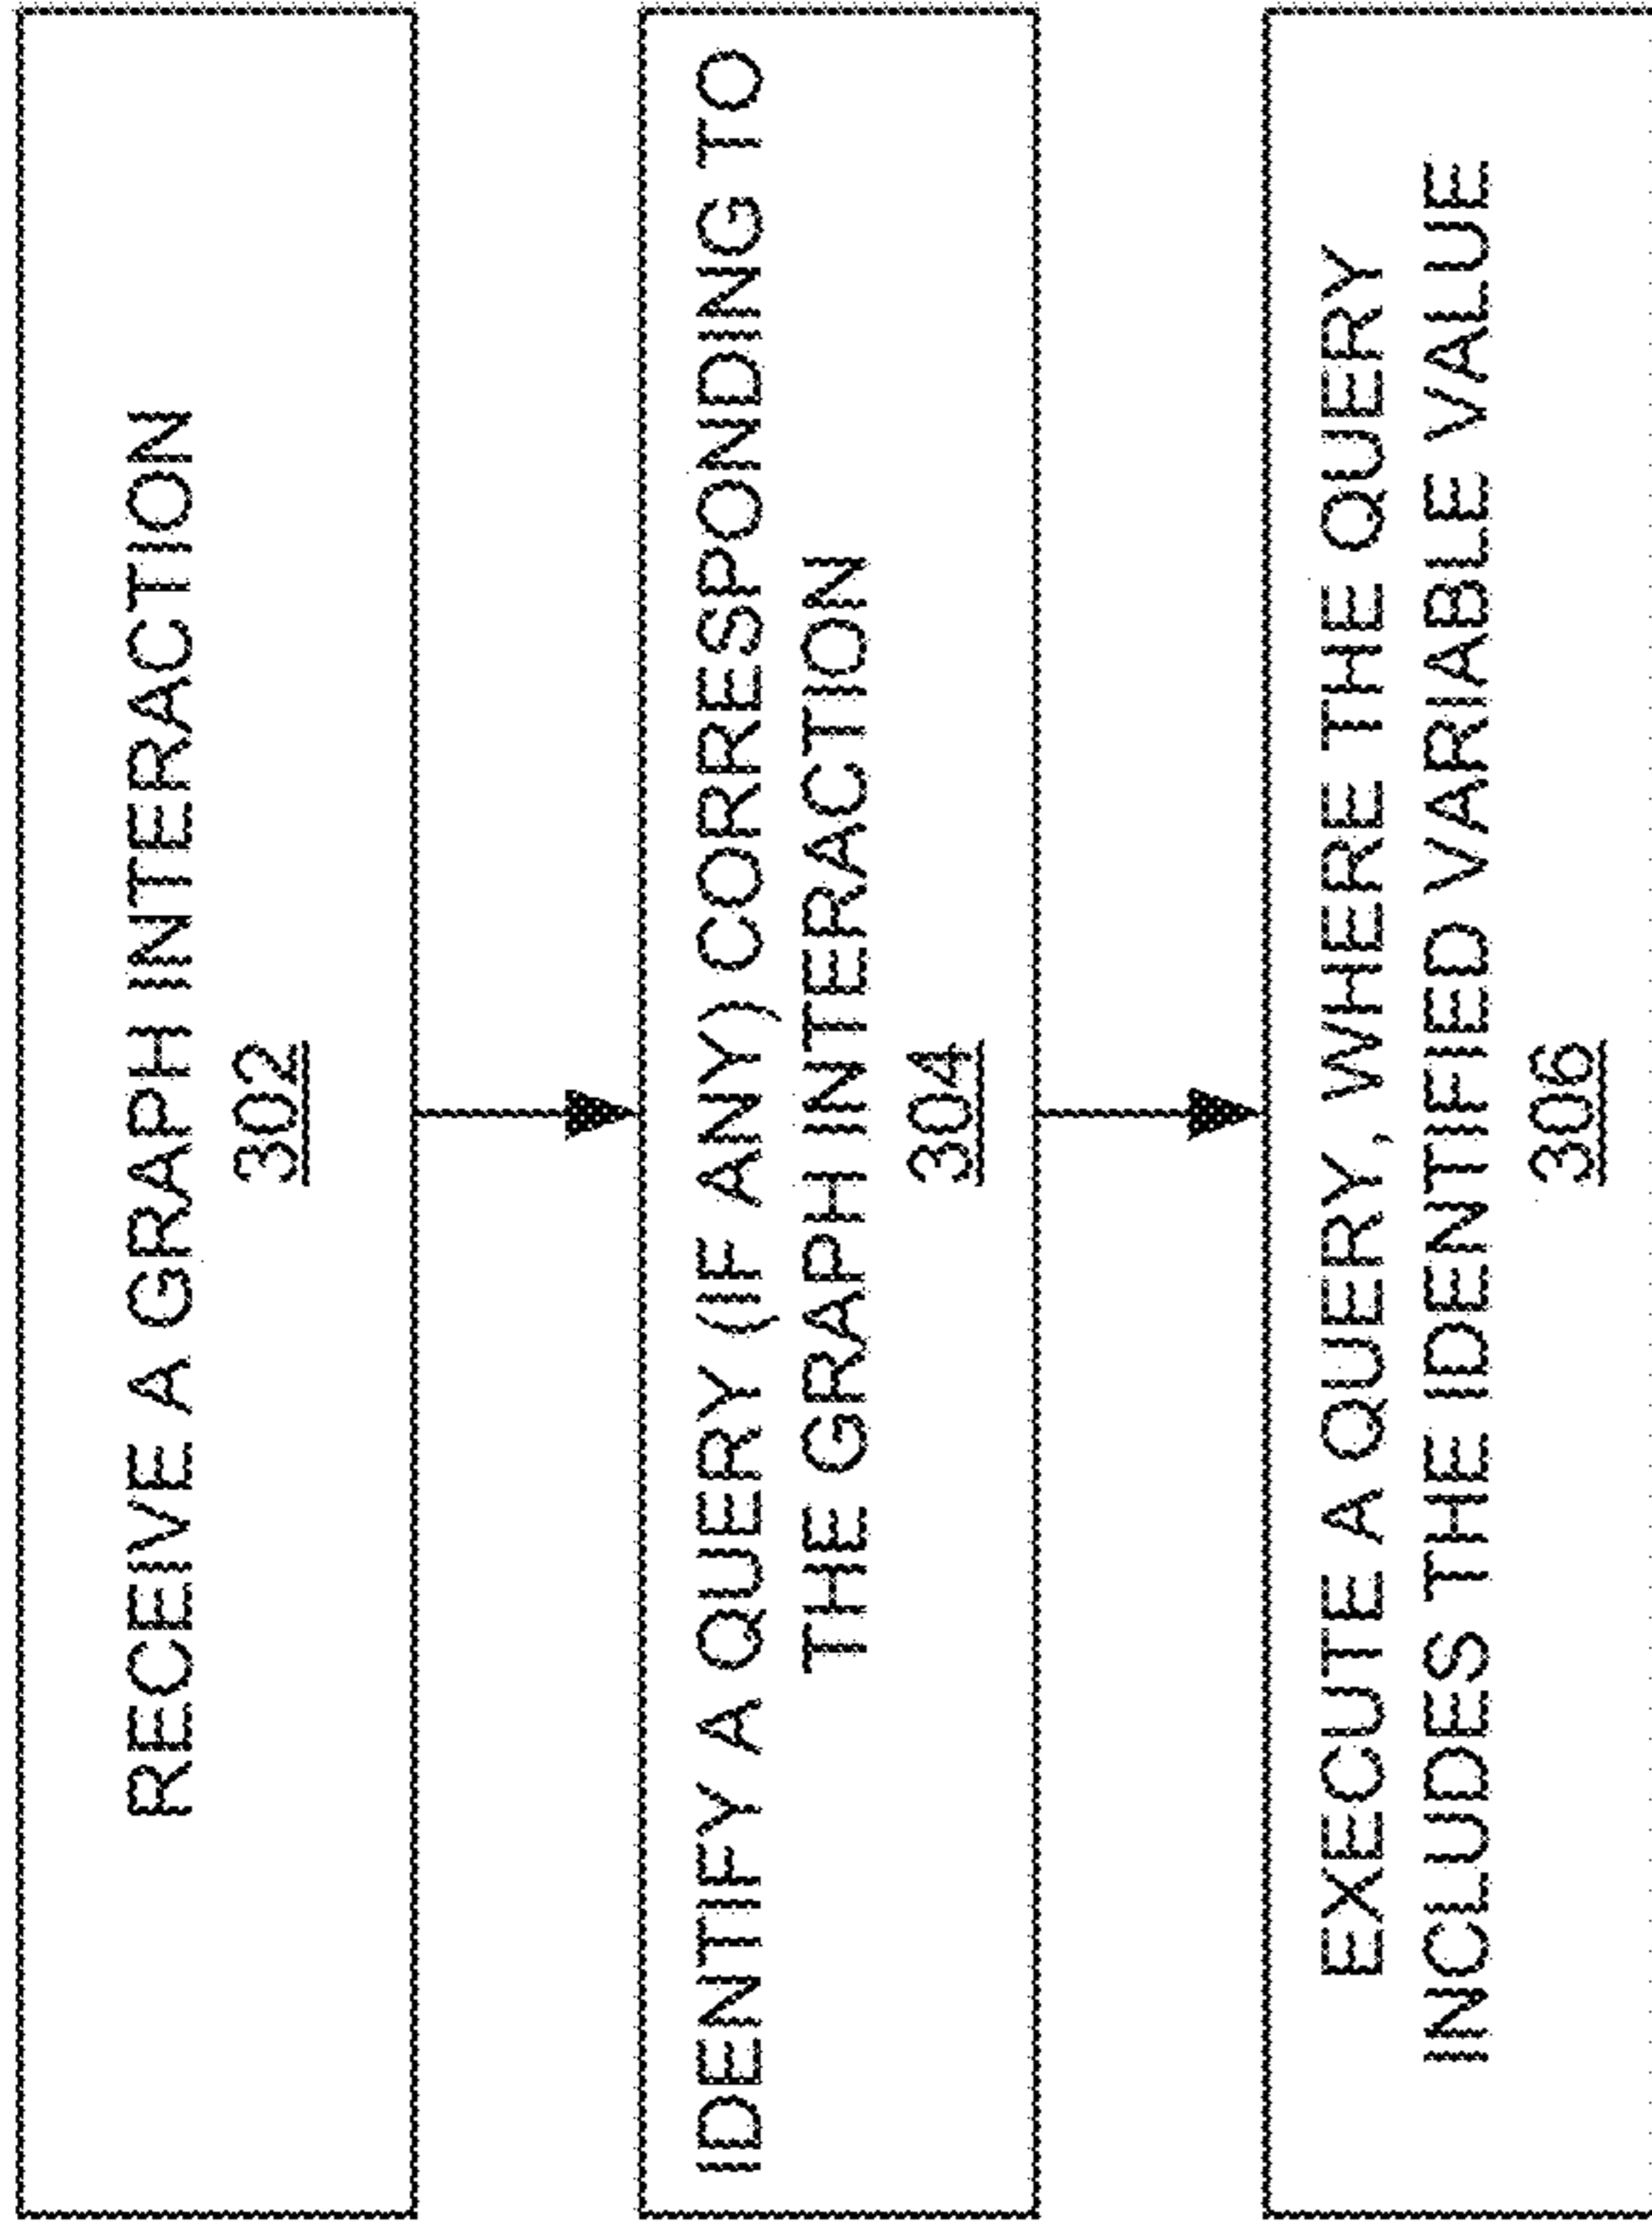 RECEIVE A GRAPH INTERACTION
302
IDENTIFY A QUERY (IF ANY) CORRESPONDING TO
THE GRAPH INTERACTION
304
EXECUTE A QUERY, WHERE THE QUERY
INCLUDES THE IDENTIFIED VARIABLE VALUE
306